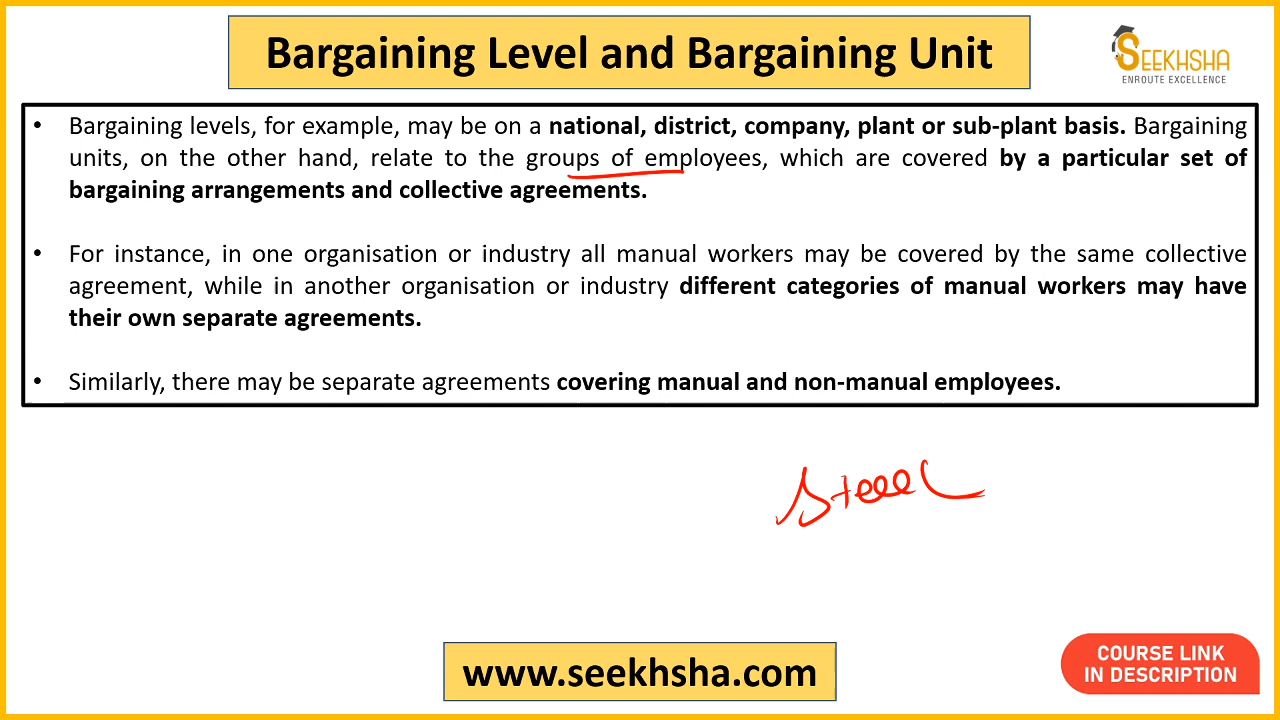 Bargaining Level and Bargaining Unit
SEEKHSHA
ENROUTE EXCELLENCE
• Bargaining levels, for example, may be on a national, district, company, plant or sub-plant basis. Bargaining
units, on the other hand, relate to the groups of employees, which are covered by a particular set of
bargaining arrangements and collective agreements.
• For instance, in one organisation or industry all manual workers may be covered by the same collective
agreement, while in another organisation or industry different categories of manual workers may have
their own separate agreements.
• Similarly, there may be separate agreements covering manual and non-manual employees.
www.seekhsha.com
COURSE LINK
IN DESCRIPTION